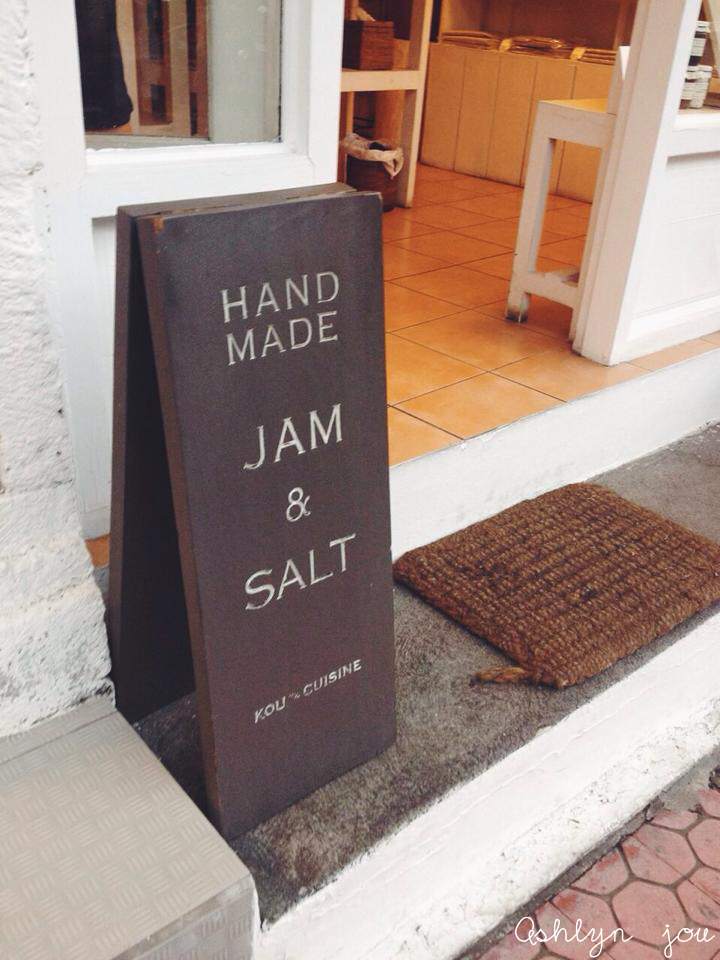 HAND
MADE
JAM
&
SALT
KOU CUISINE
Ashlyn jou